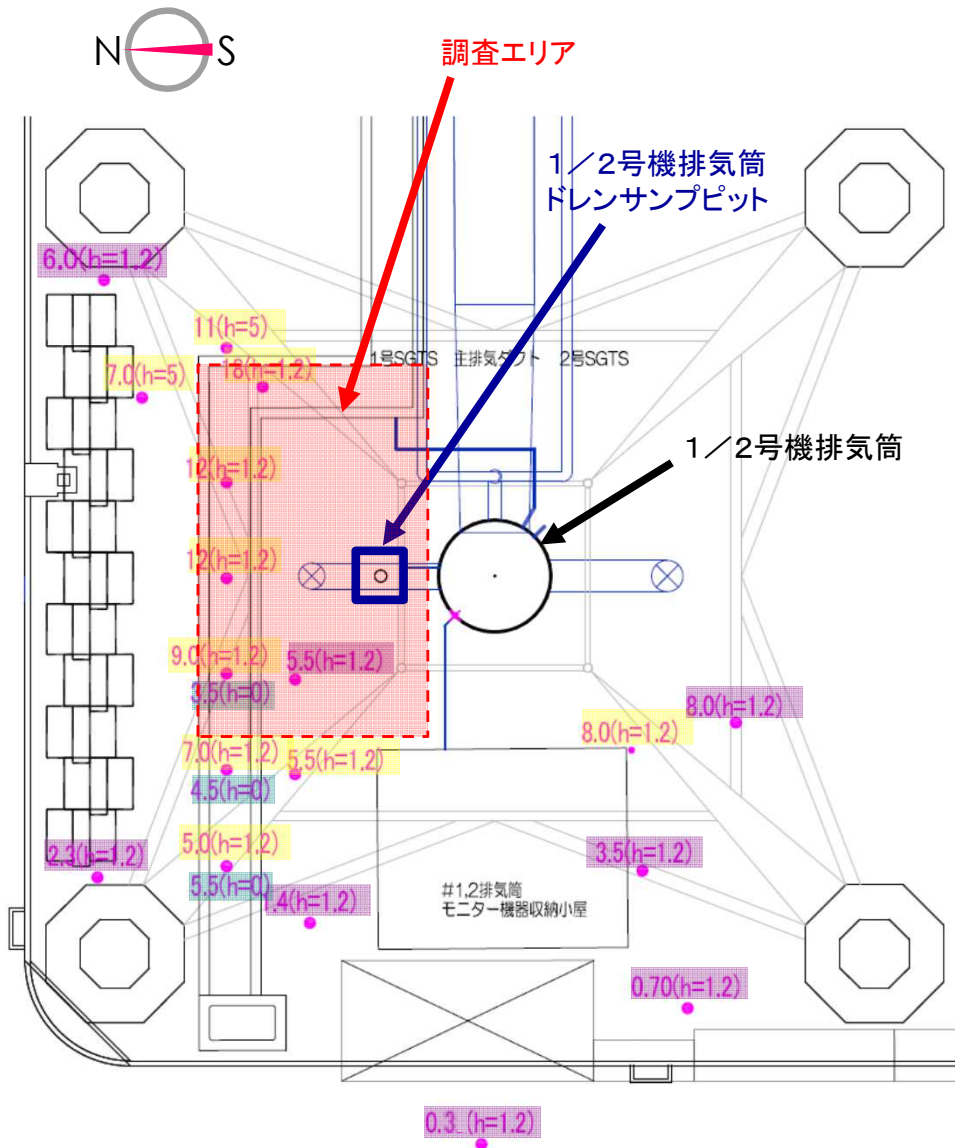 N S
調査エリア
1／2号機排気筒
ドレンサンプピット
6.0(h=1.2)
11(h=5)
1号SGTS 主排気ダクト 2号SGTS
7.0(h=5)
18(h=1.2)
1／2号機排気筒
12(h=1.2)
12(h=1.2)
9.0(h=1.2)
5.5(h=1.2)
3.5(h=0)
8.0(h=1.2)
8.0(h=1.2)
7.0(h=1.2)
5.5(h=1.2)
4.5(h=0)
5.0(h=1.2)
2.3(h=1.2)
3.5(h=1.2)
5.5(h=0)
1.4(h=1.2)
#1,2排気筒
モニター機器収納小屋
0.70(h=1.2)
(h=1.2)